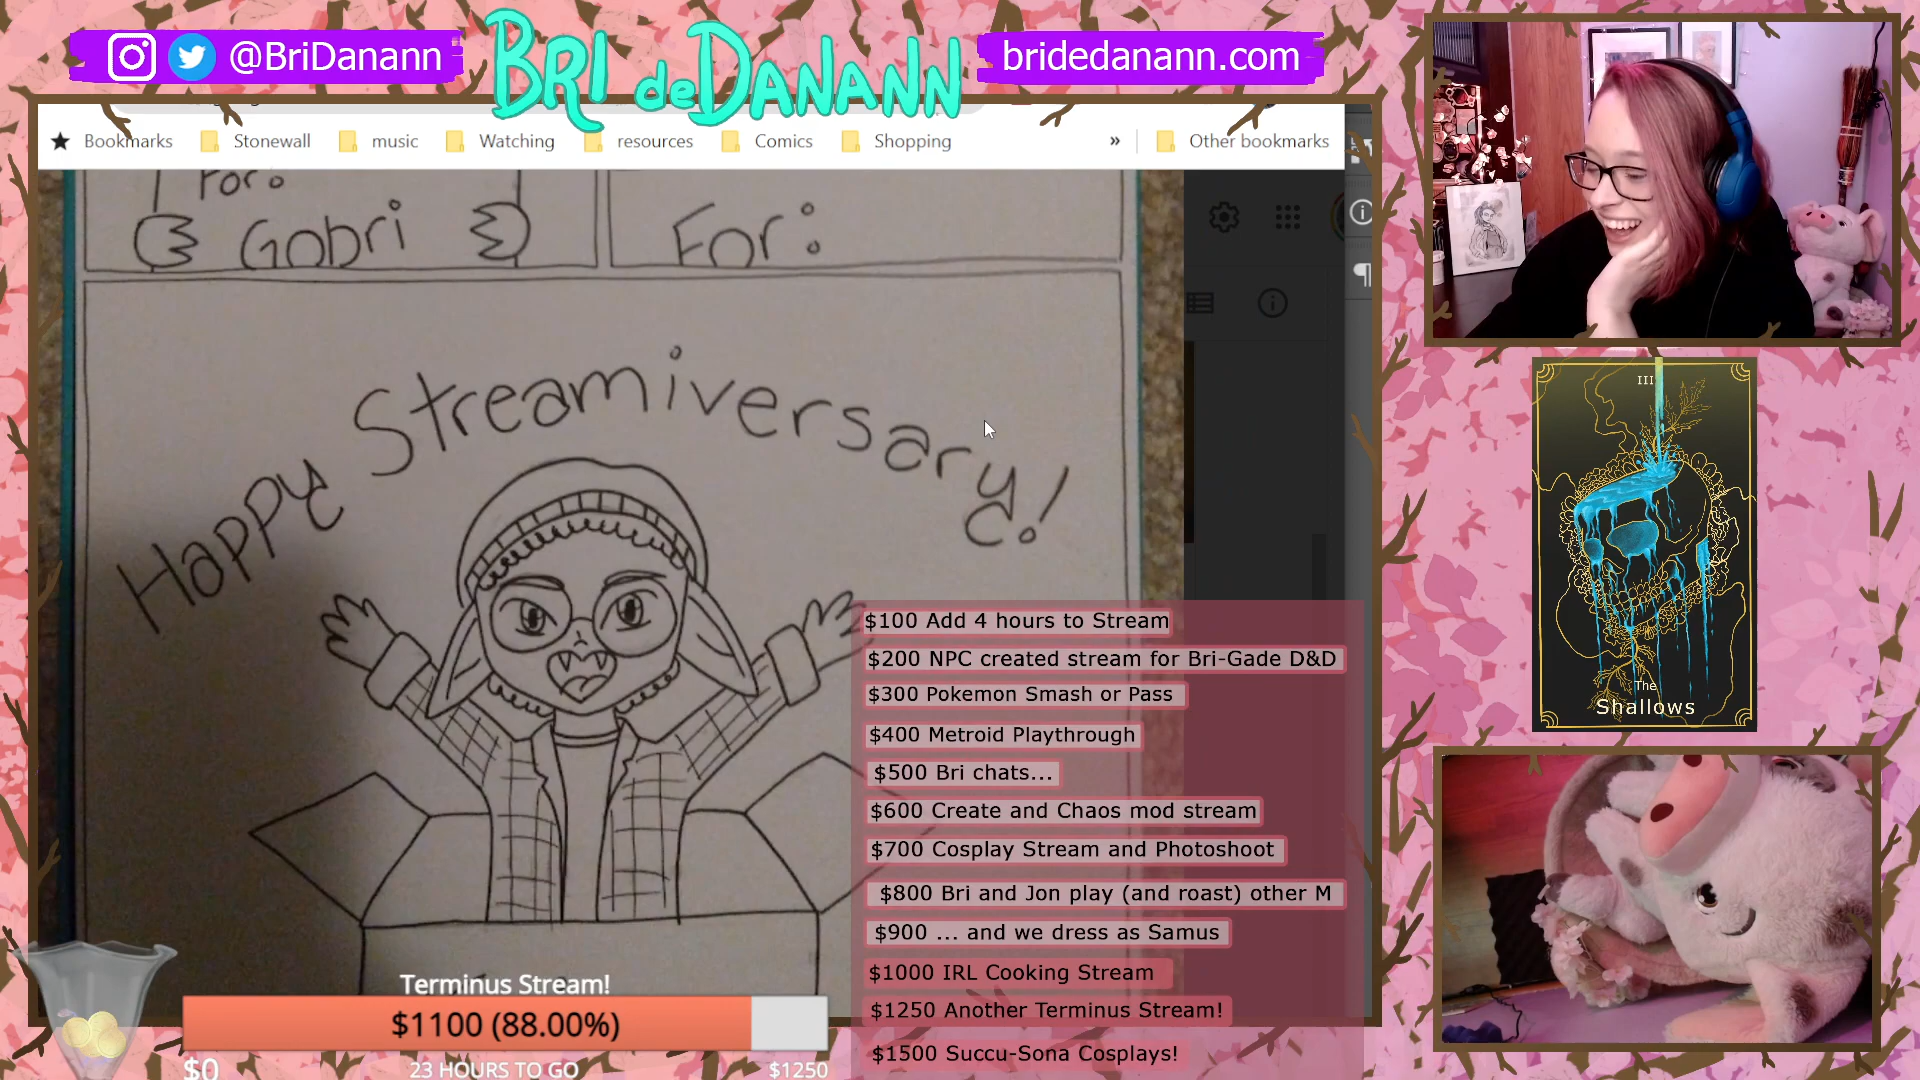 @BriDanann
BRI deDANANN
bridedanann.com
Bookmarks Stonewall music Watching resources Comics Shopping » Other bookmarks
For:
Gobri
For:
Happy Streamiversary!
$100 Add 4 hours to Stream
$200 NPC created stream for Bri-Gade D&D
$300 Pokemon Smash or Pass
$400 Metroid Playthrough
$500 Bri chats...
$600 Create and Chaos mod stream
$700 Cosplay Stream and Photoshoot
$800 Bri and Jon play (and roast) other M
$900 ... and we dress as Samus
$1000 IRL Cooking Stream
$1250 Another Terminus Stream!
$1500 Succu-Sona Cosplays!
Terminus Stream!
$1100 (88.00%)
$0 23 HOURS TO GO $1250
III
The
Shallows